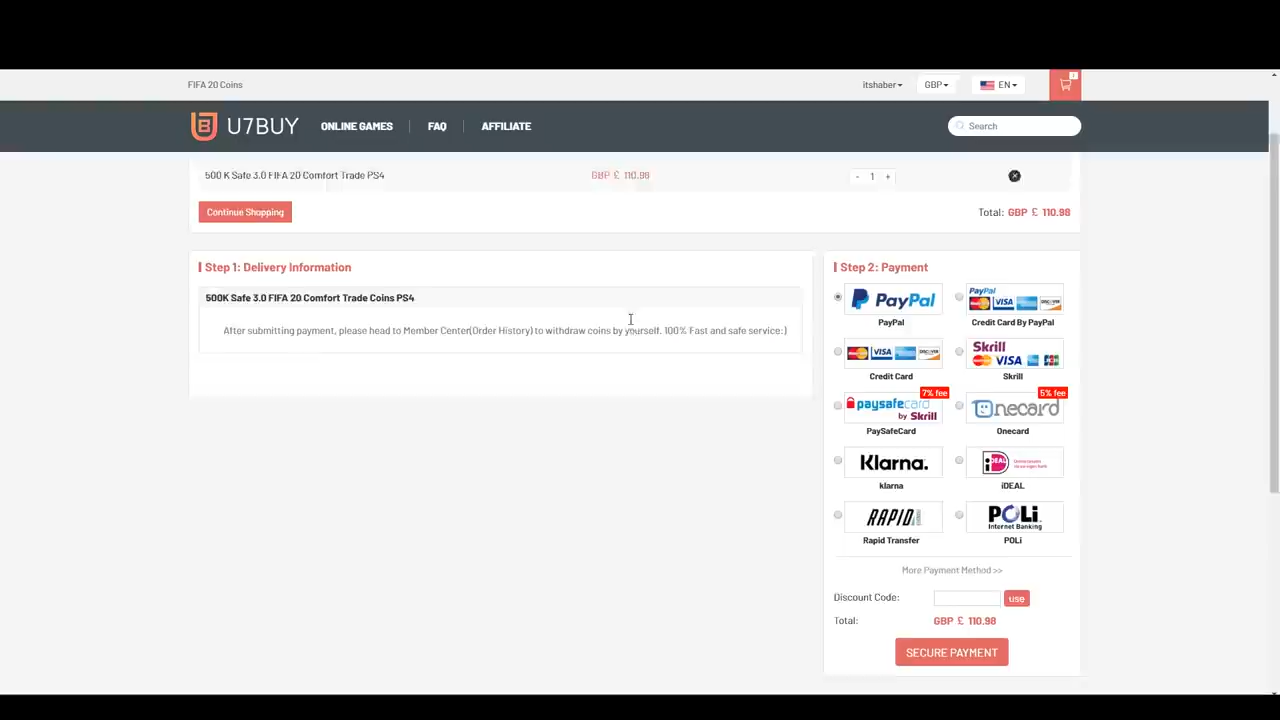 FIFA 20 Coins
itshaber
GBP
EN
1
U7BUY
ONLINE GAMES
FAQ
AFFILIATE
Search
500 K Safe 3.0 FIFA 20 Comfort Trade PS4
GBP £ 110.98
- 1 +
Continue Shopping
Total: GBP £ 110.98
Step 1: Delivery Information
500K Safe 3.0 FIFA 20 Comfort Trade Coins PS4
After submitting payment, please head to Member Center(Order History) to withdraw coins by yourself. 100% Fast and safe service:)
Step 2: Payment
PayPal
PayPal
PayPal
VISA
Credit Card By PayPal
VISA
Credit Card
Skrill
VISA
Skrill
7% fee
paysafecard
by Skrill
PaySafeCard
5% fee
Onecard
Onecard
Klarna.
klarna
iDEAL
iDEAL
RAPID
Rapid Transfer
POLi
Internet Banking
POLi
More Payment Method >>
Discount Code:
use
Total: GBP £ 110.98
SECURE PAYMENT